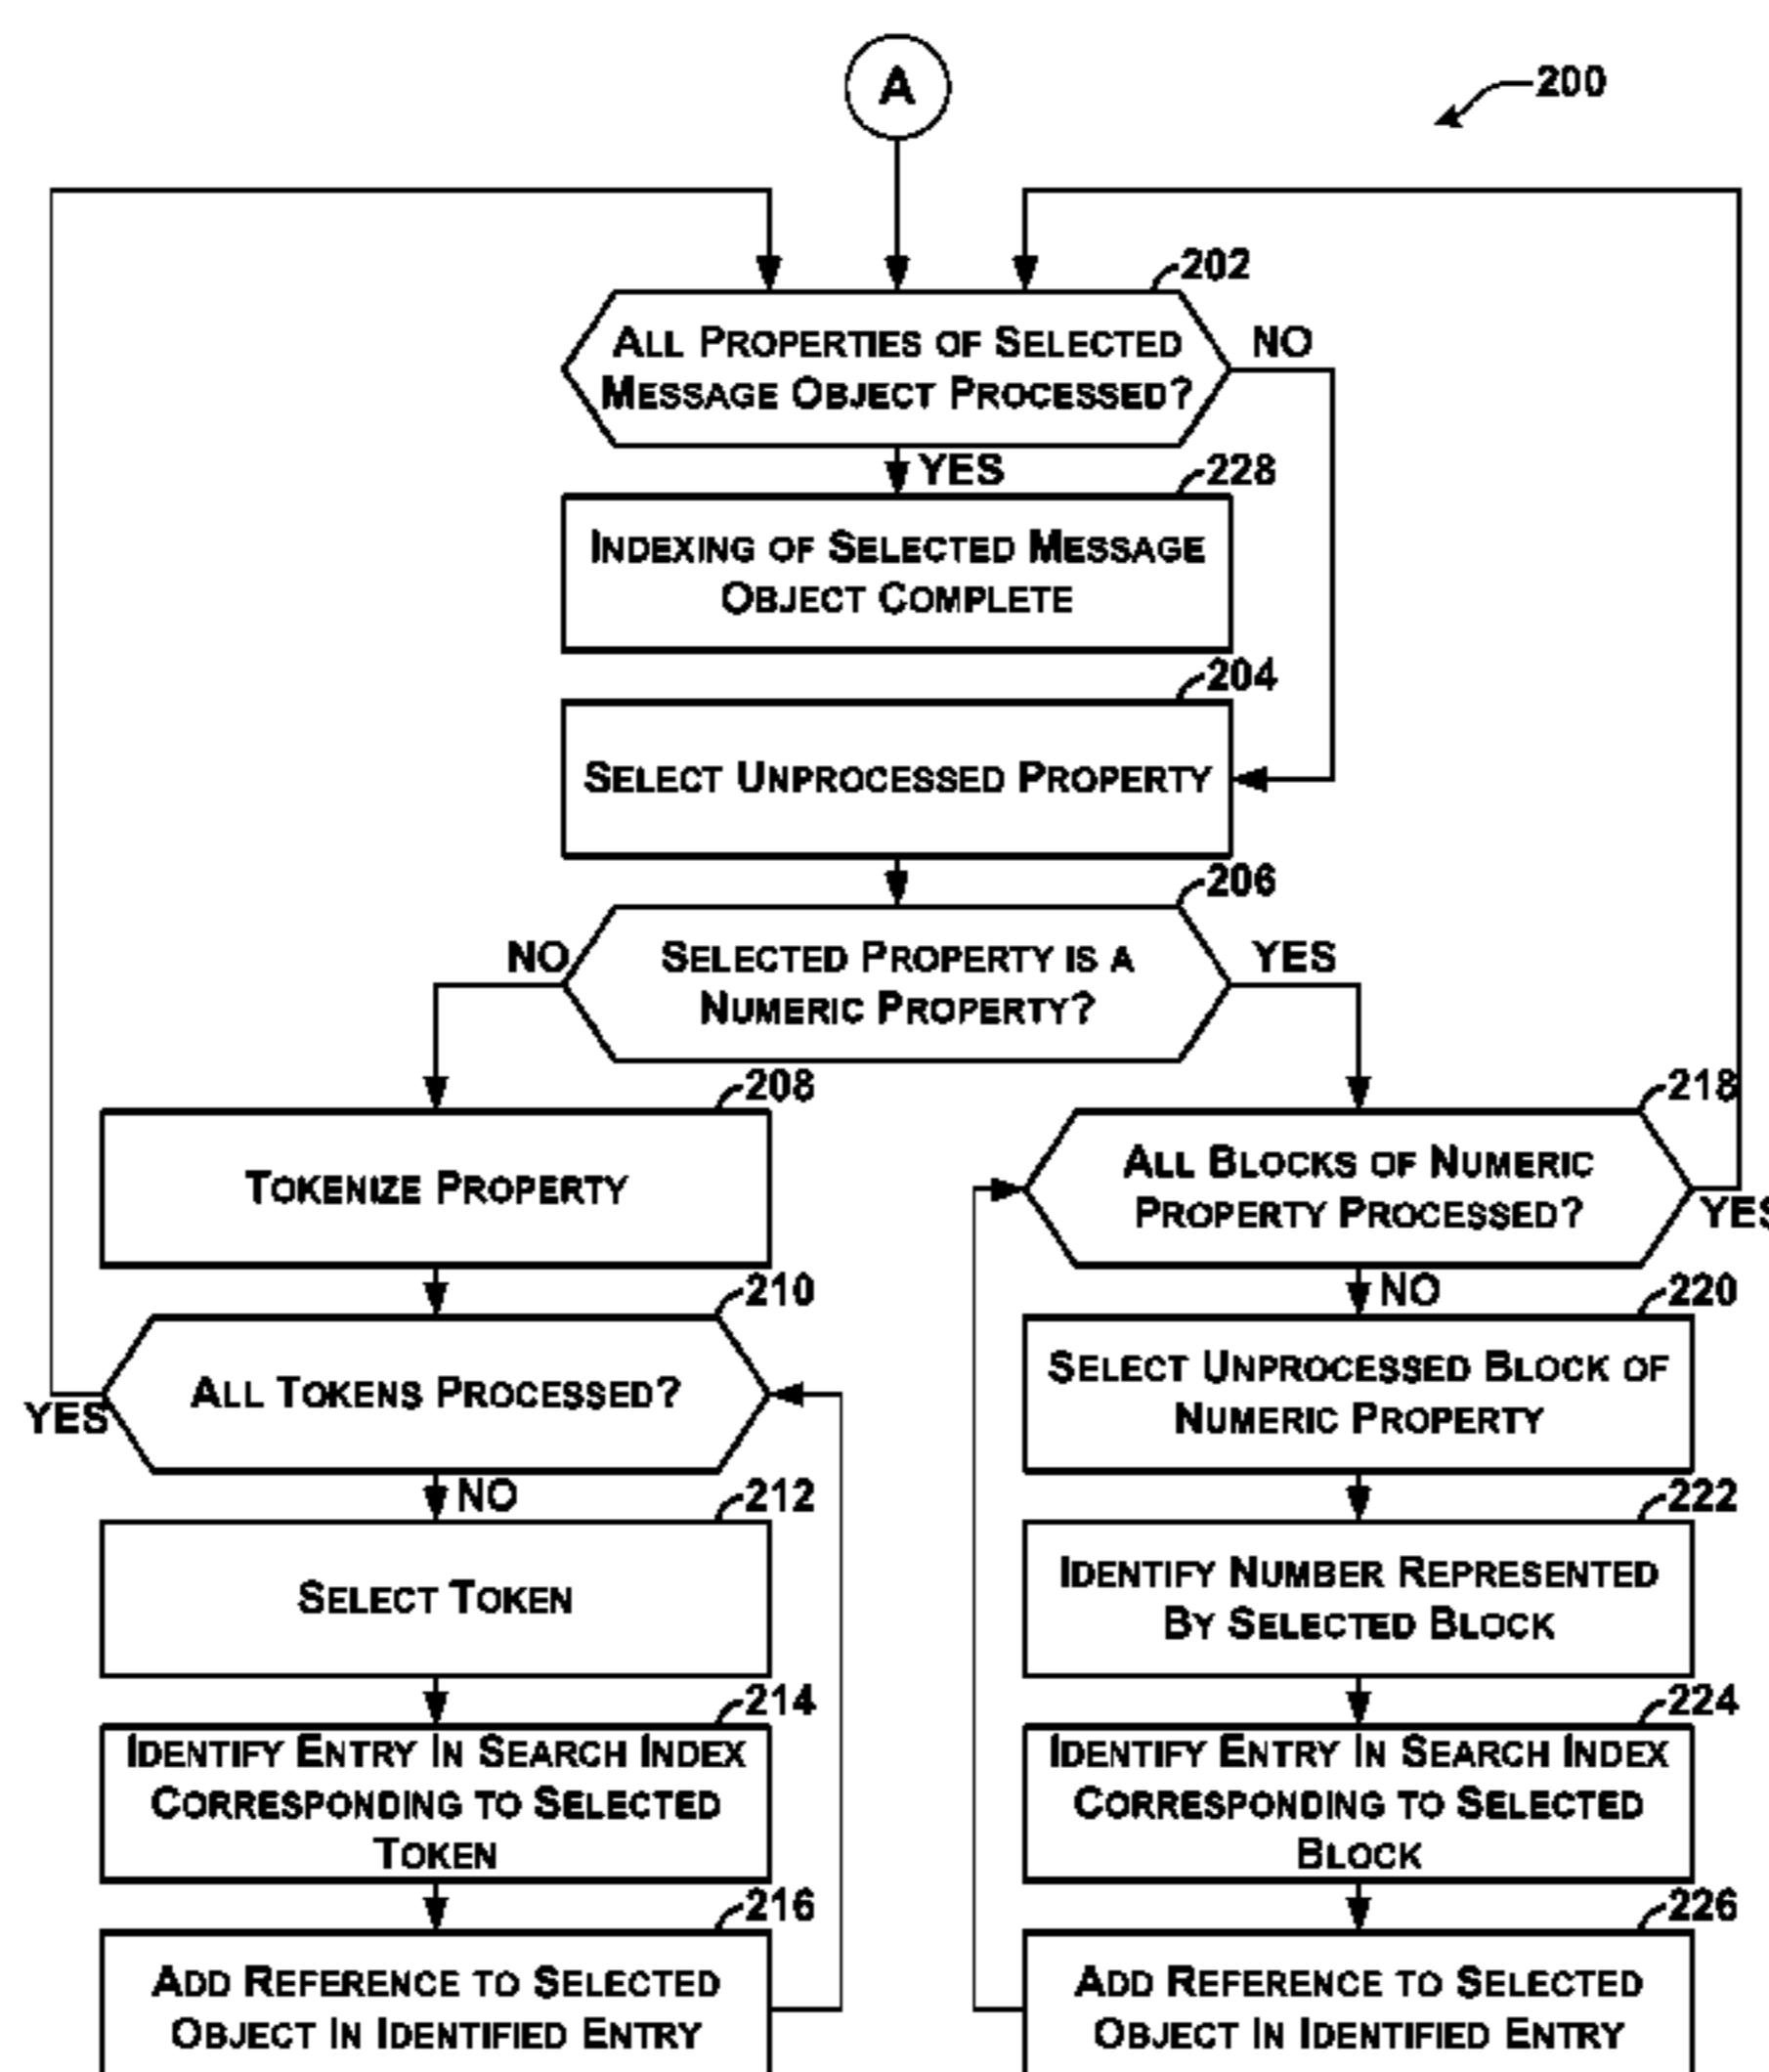 A
200
202
ALL PROPERTIES OF SELECTED
MESSAGE OBJECT PROCESSED?
NO
YES
228
INDEXING OF SELECTED MESSAGE
OBJECT COMPLETE
204
SELECT UNPROCESSED PROPERTY
206
NO
SELECTED PROPERTY IS A
NUMERIC PROPERTY?
YES
208
TOKENIZE PROPERTY
218
ALL BLOCKS OF NUMERIC
PROPERTY PROCESSED?
YES
210
ALL TOKENS PROCESSED?
YES
NO
NO
220
SELECT UNPROCESSED BLOCK OF
NUMERIC PROPERTY
212
SELECT TOKEN
222
IDENTIFY NUMBER REPRESENTED
BY SELECTED BLOCK
214
IDENTIFY ENTRY IN SEARCH INDEX
CORRESPONDING TO SELECTED
TOKEN
224
IDENTIFY ENTRY IN SEARCH INDEX
CORRESPONDING TO SELECTED
BLOCK
216
ADD REFERENCE TO SELECTED
OBJECT IN IDENTIFIED ENTRY
226
ADD REFERENCE TO SELECTED
OBJECT IN IDENTIFIED ENTRY